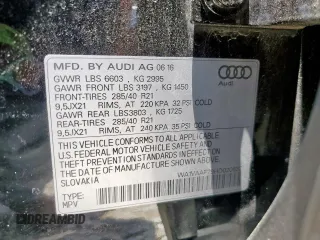 MFD. BY AUDI AG 06 16
GVWR LBS 6603, KG 2995
GAWR FRONT LBS 3197, KG 1450
FRONT-TIRES 285/40 R21
9,5JX21 RIMS, AT 220 KPA 32 PSI COLD
GAWR REAR LBS3803 KG 1725
REAR-TIRES 285/40 R21
9,5JX21 RIMS, AT 240 KPA 35 PSI COLD
THIS VEHICLE CONFORMS TO ALL APPLICABLE
FEDERAL MOTOR VEHICLE SAFETY, BUMPER AND
THEFT PREVENTION STANDARDS IN EFFECT ON THE
DATE OF MANUFACTURE SHOWN ABOVE
SLOVAKIA
TYPE:
MPV
Audi
IDREAMBID